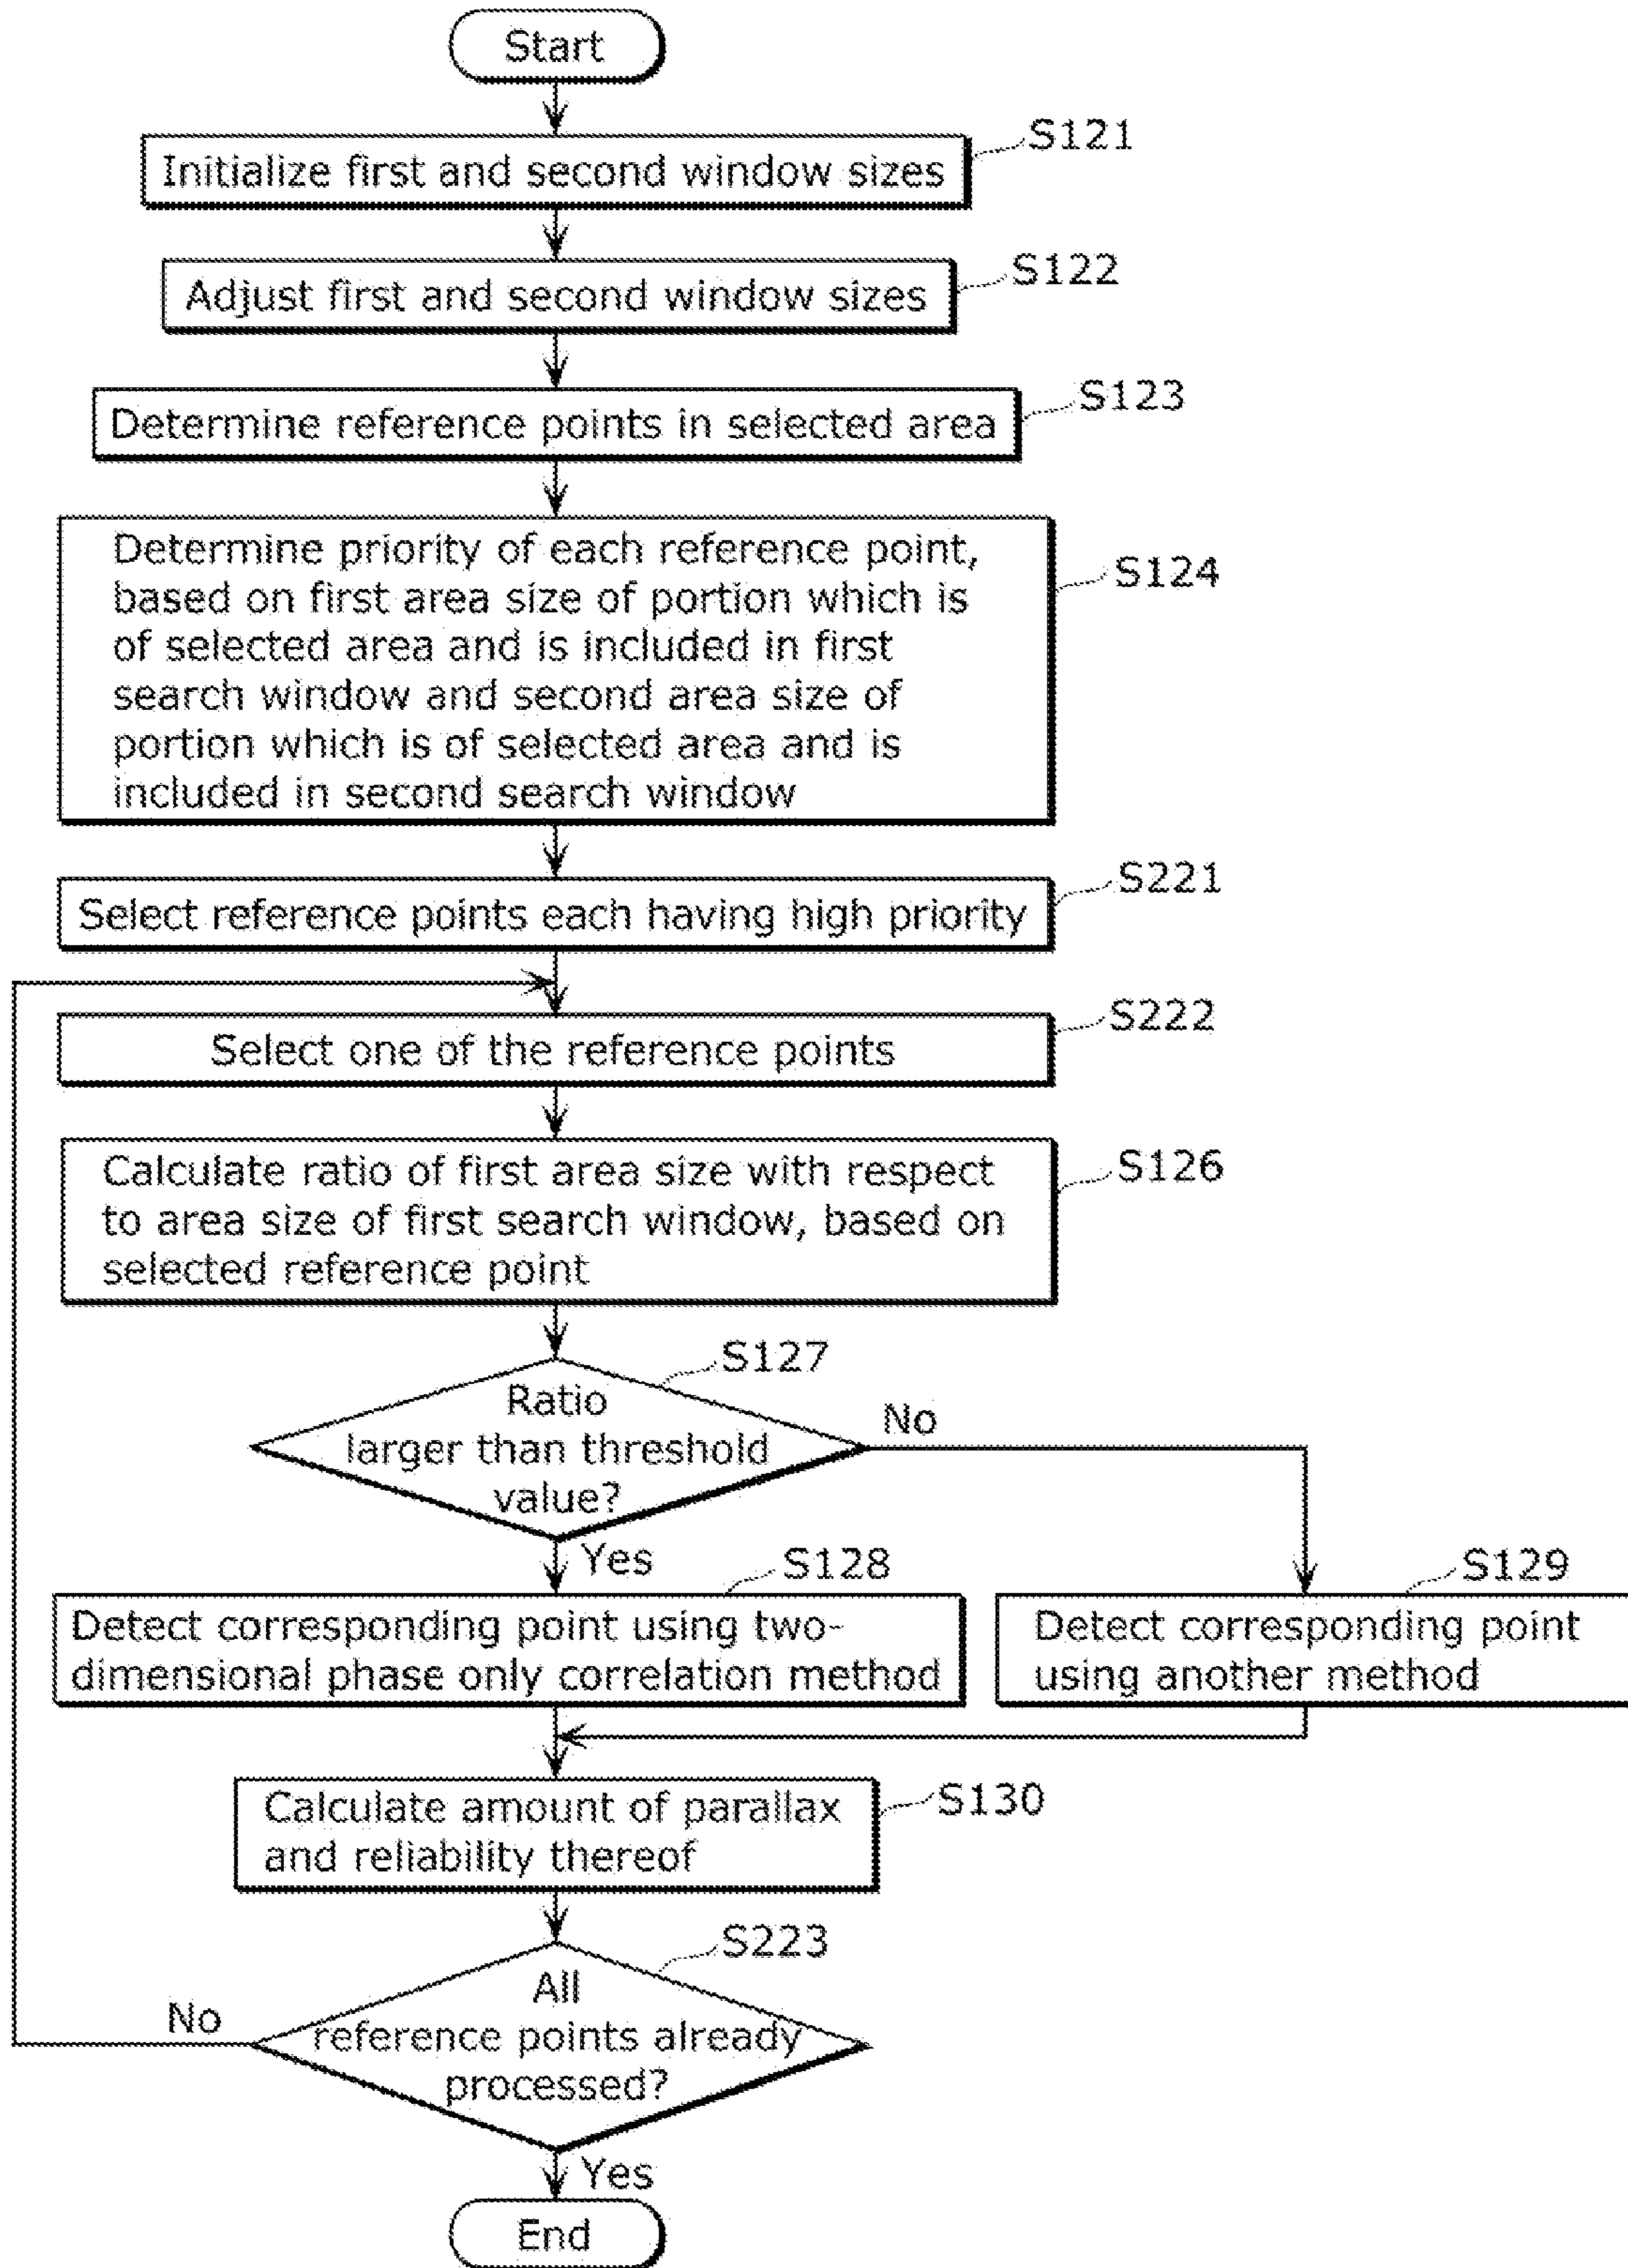 Start
S121
Initialize first and second window sizes
S122
Adjust first and second window sizes
S123
Determine reference points in selected area
S124
Determine priority of each reference point,
based on first area size of portion which is
of selected area and is included in first
search window and second area size of
portion which is of selected area and is
included in second search window
S221
Select reference points each having high priority
S222
Select one of the reference points
S126
Calculate ratio of first area size with respect
to area size of first search window, based on
selected reference point
S127
Ratio
larger than threshold
value?
No
Yes
S128
Detect corresponding point using two-
dimensional phase only correlation method
S129
Detect corresponding point
using another method
S130
Calculate amount of parallax
and reliability thereof
S223
All
reference points already
processed?
No
Yes
End